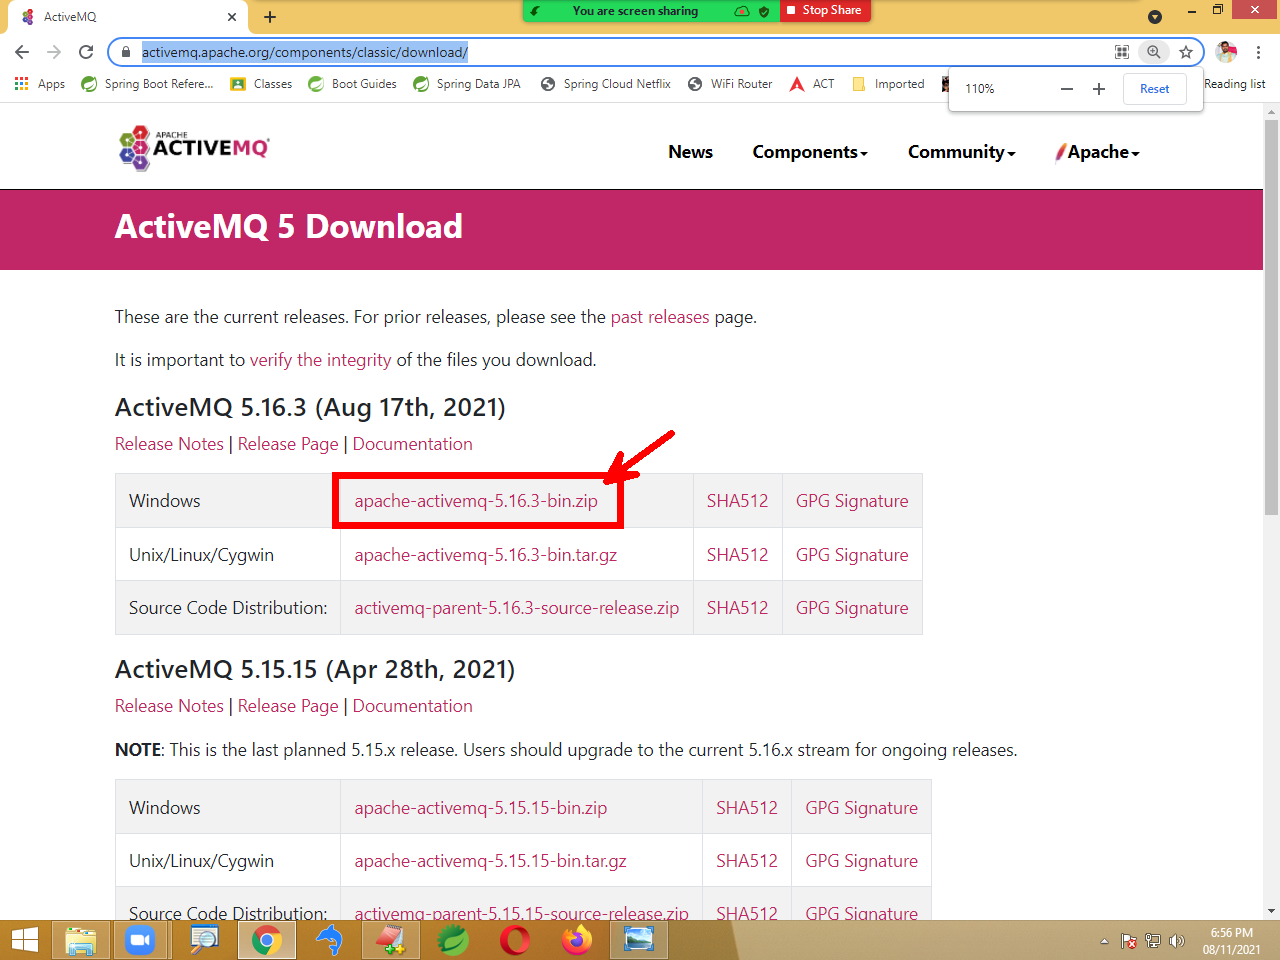 ActiveMQ
You are screen sharing
Stop Share
activemq.apache.org/components/classic/download/
Apps
Spring Boot Refere...
Classes
Boot Guides
Spring Data JPA
Spring Cloud Netflix
WiFi Router
ACT
Imported
Reading list
110%
Reset
APACHE
ACTIVEMQ
News
Components
Community
Apache
ActiveMQ 5 Download
These are the current releases. For prior releases, please see the past releases page.
It is important to verify the integrity of the files you download.
ActiveMQ 5.16.3 (Aug 17th, 2021)
Release Notes | Release Page | Documentation
Windows apache-activemq-5.16.3-bin.zip SHA512 GPG Signature
Unix/Linux/Cygwin apache-activemq-5.16.3-bin.tar.gz SHA512 GPG Signature
Source Code Distribution: activemq-parent-5.16.3-source-release.zip SHA512 GPG Signature
ActiveMQ 5.15.15 (Apr 28th, 2021)
Release Notes | Release Page | Documentation
NOTE: This is the last planned 5.15.x release. Users should upgrade to the current 5.16.x stream for ongoing releases.
Windows apache-activemq-5.15.15-bin.zip SHA512 GPG Signature
Unix/Linux/Cygwin apache-activemq-5.15.15-bin.tar.gz SHA512 GPG Signature
Source Code Distribution: activemq-parent-5.15.15-source-release.zip SHA512 GPG Signature
6:56 PM
08/11/2021